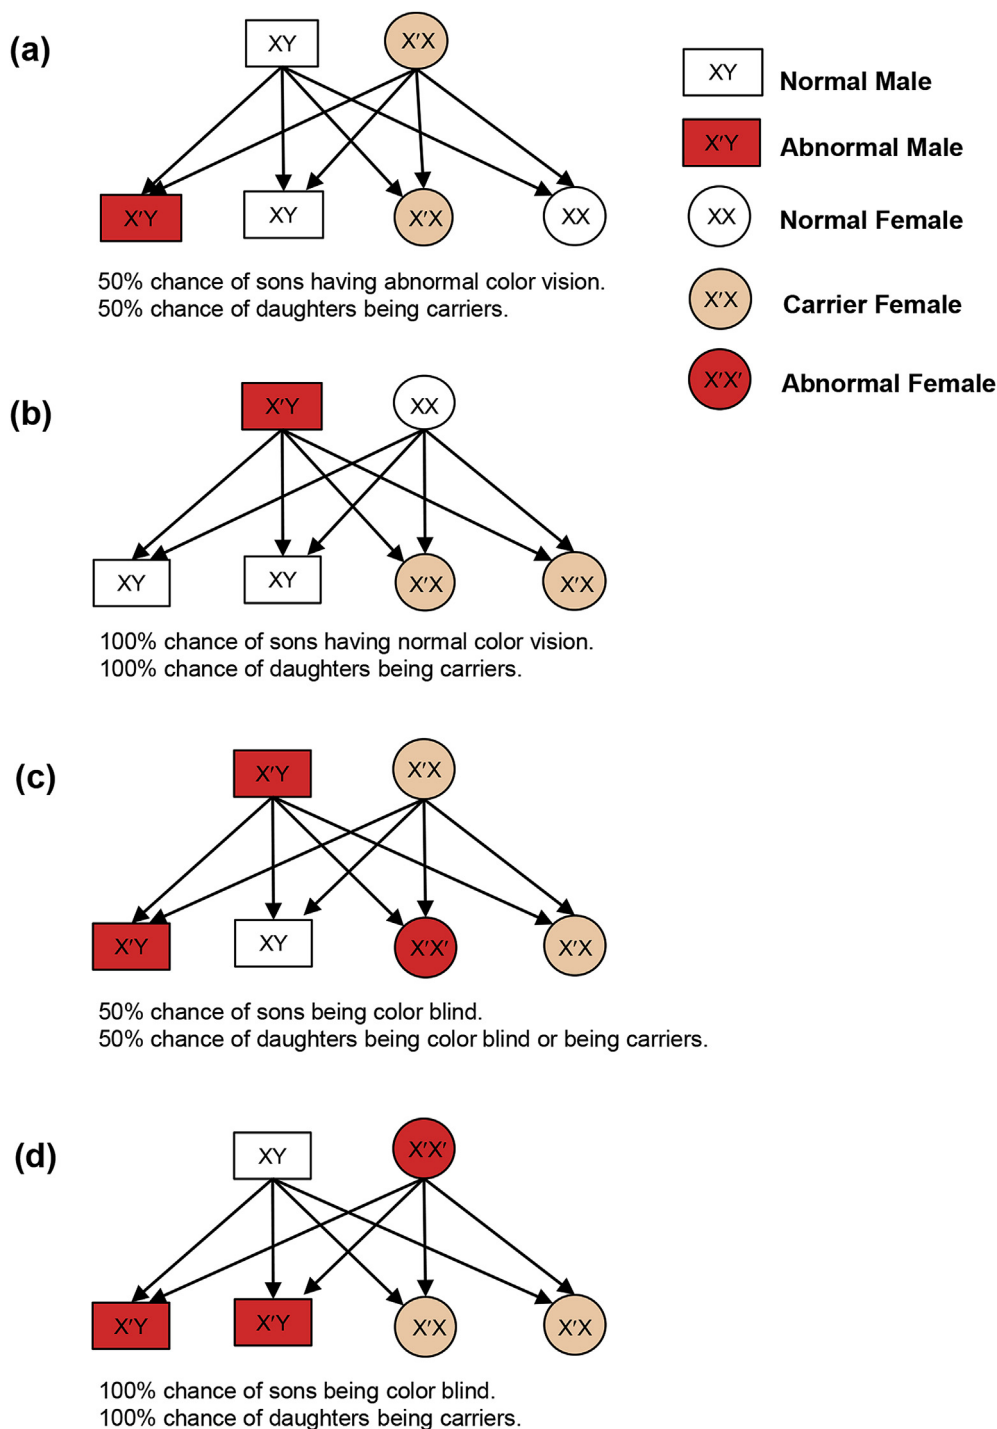 (a)
XY
X'X
X'Y
XY
X'X
XX
50% chance of sons having abnormal color vision.
50% chance of daughters being carriers.
XY Normal Male
X'Y Abnormal Male
XX Normal Female
X'X Carrier Female
X'X' Abnormal Female
(b)
X'Y
XX
XY
XY
X'X
X'X
100% chance of sons having normal color vision.
100% chance of daughters being carriers.
(c)
X'Y
X'X
X'Y
XY
X'X'
X'X
50% chance of sons being color blind.
50% chance of daughters being color blind or being carriers.
(d)
XY
X'X'
X'Y
X'Y
X'X
X'X
100% chance of sons being color blind.
100% chance of daughters being carriers.